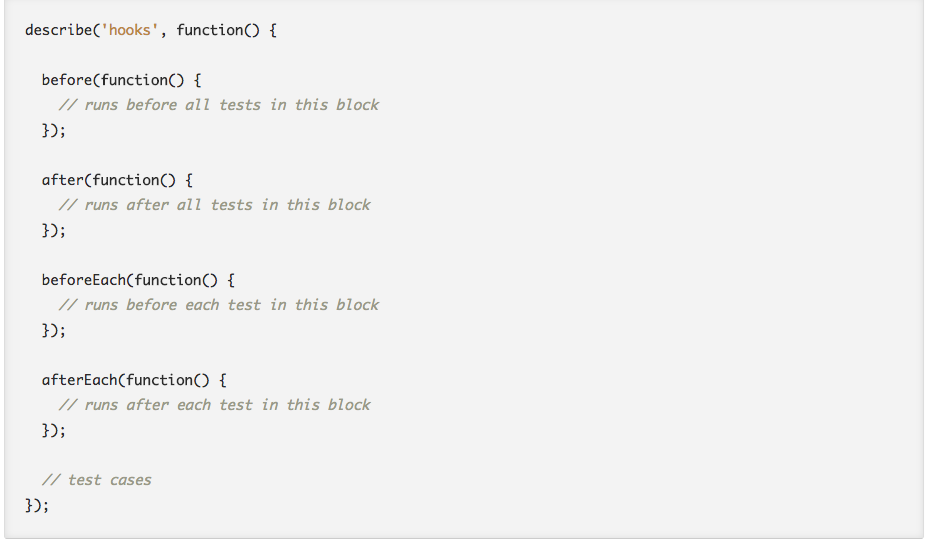 describe('hooks', function() {

  before(function() {
    // runs before all tests in this block
  });

  after(function() {
    // runs after all tests in this block
  });

  beforeEach(function() {
    // runs before each test in this block
  });

  afterEach(function() {
    // runs after each test in this block
  });

  // test cases
});